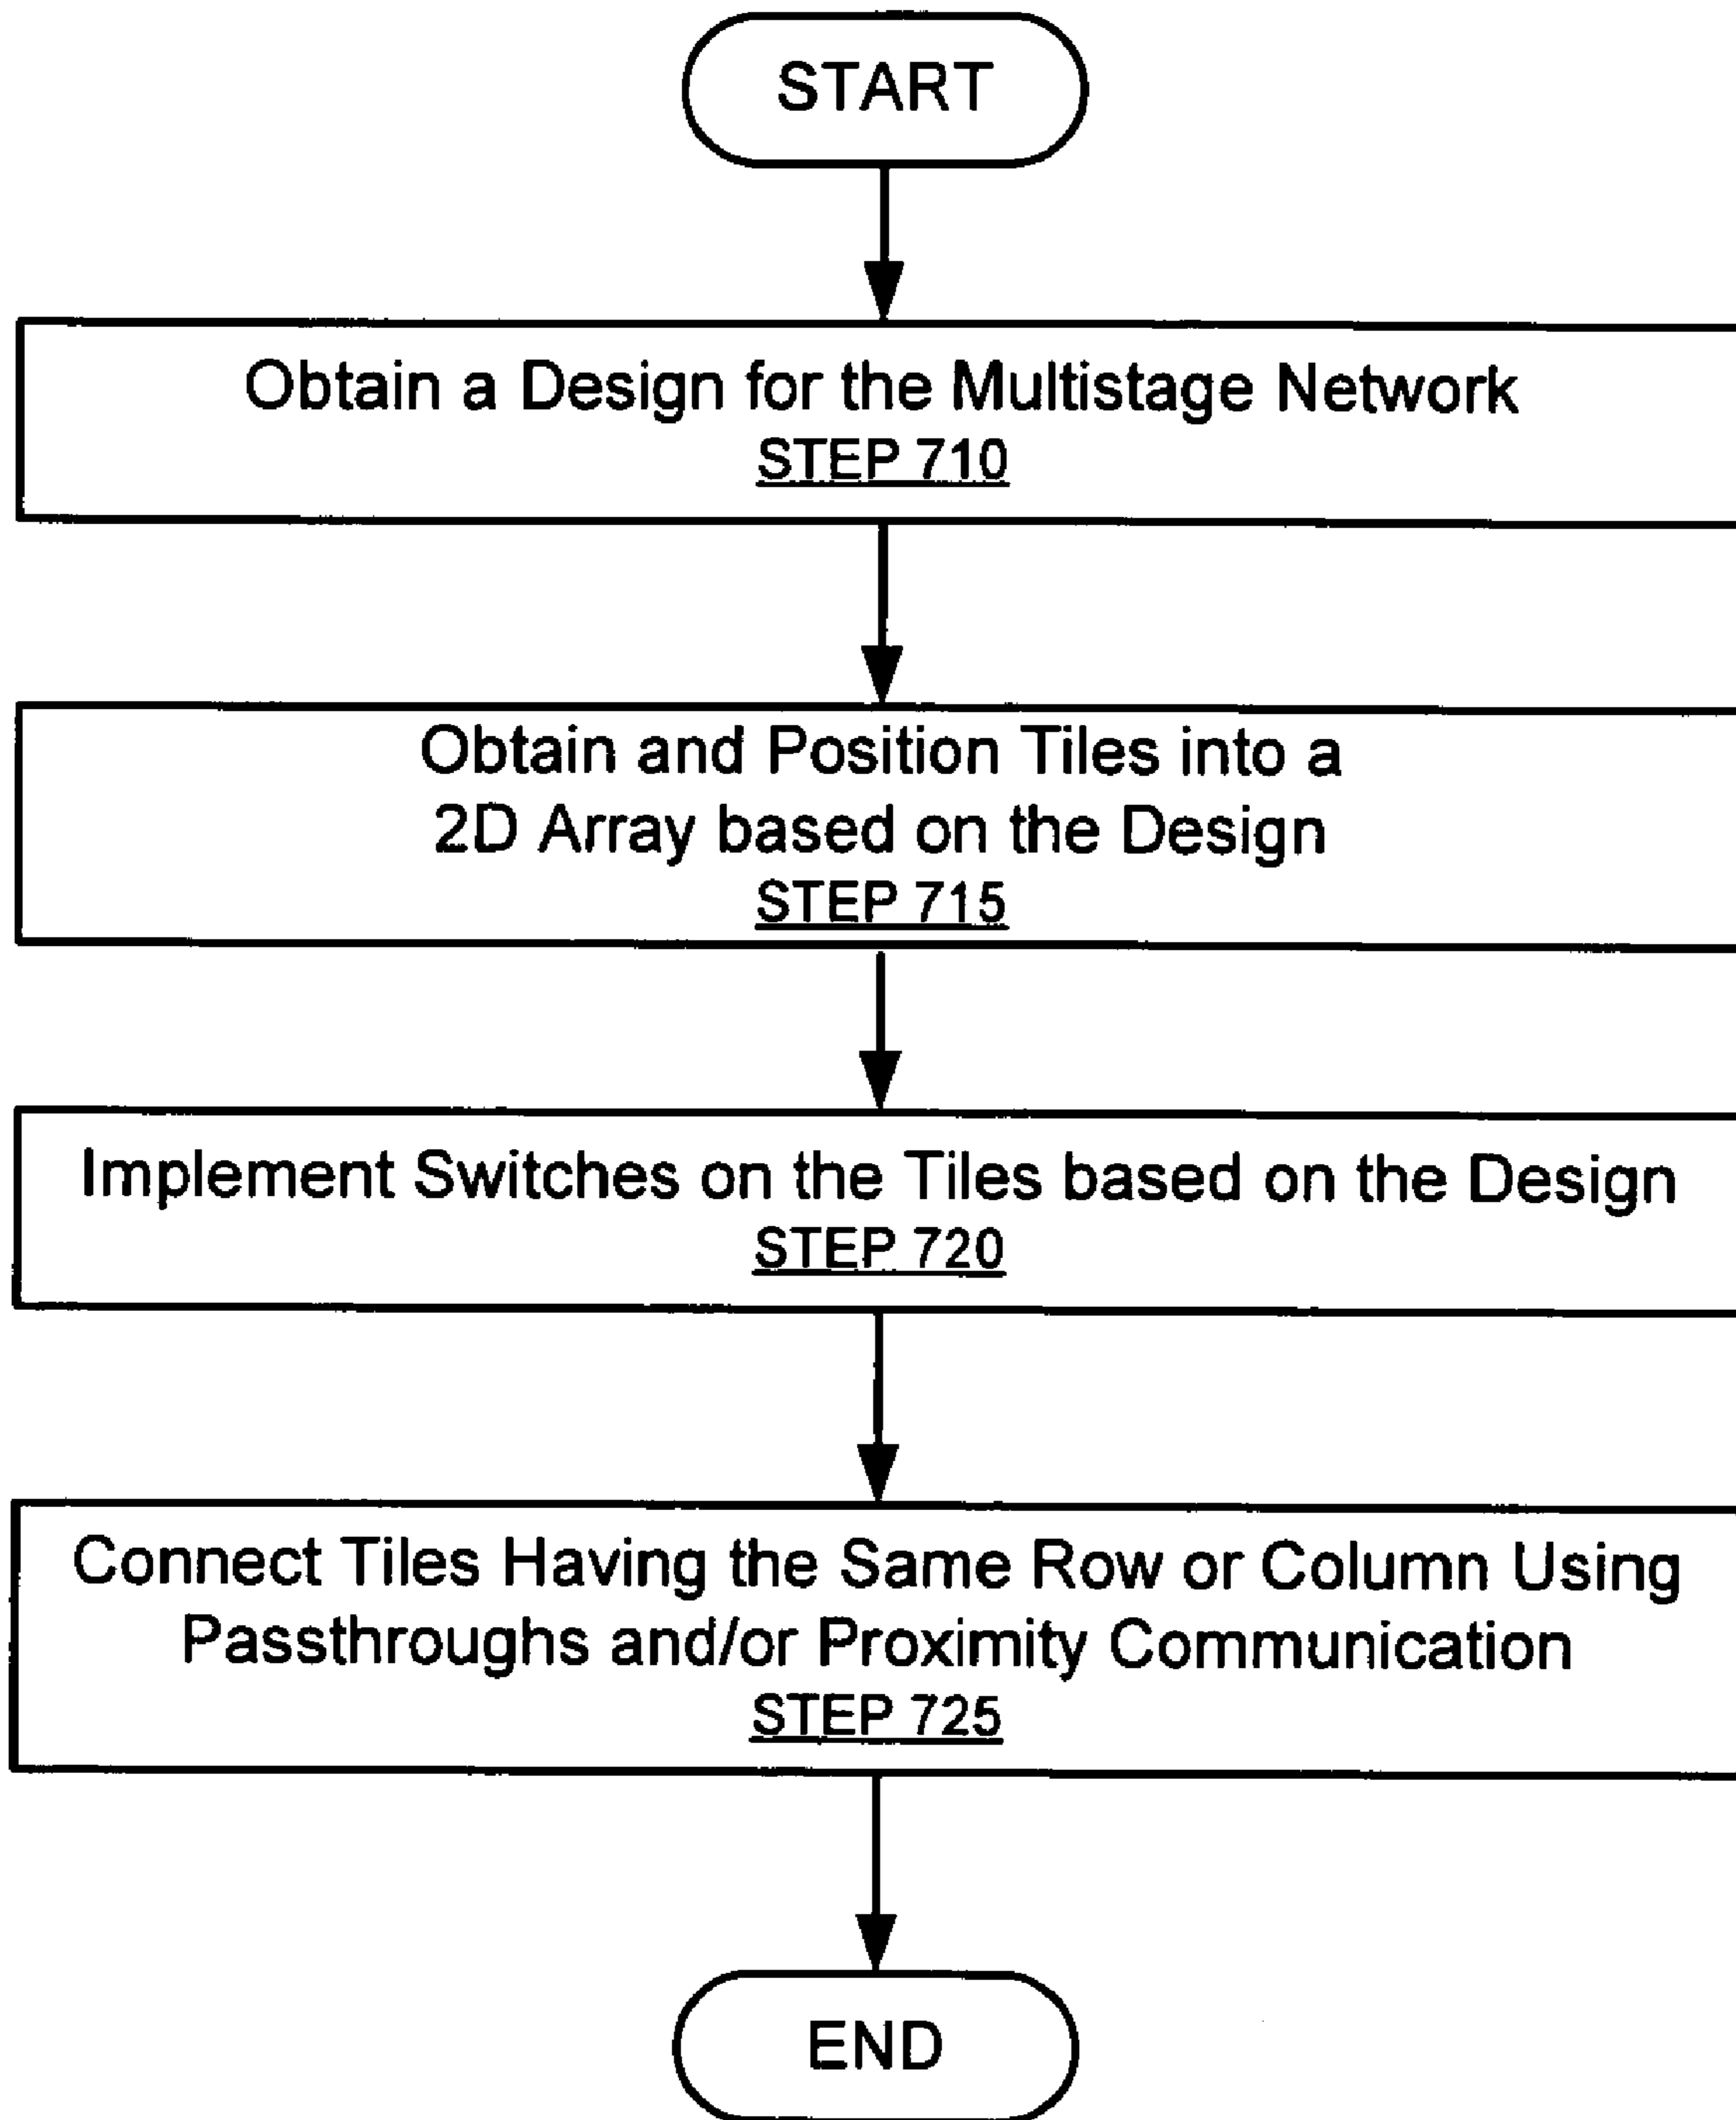 START
Obtain a Design for the Multistage Network
STEP 710
Obtain and Position Tiles into a
2D Array based on the Design
STEP 715
Implement Switches on the Tiles based on the Design
STEP 720
Connect Tiles Having the Same Row or Column Using
Passthroughs and/or Proximity Communication
STEP 725
END